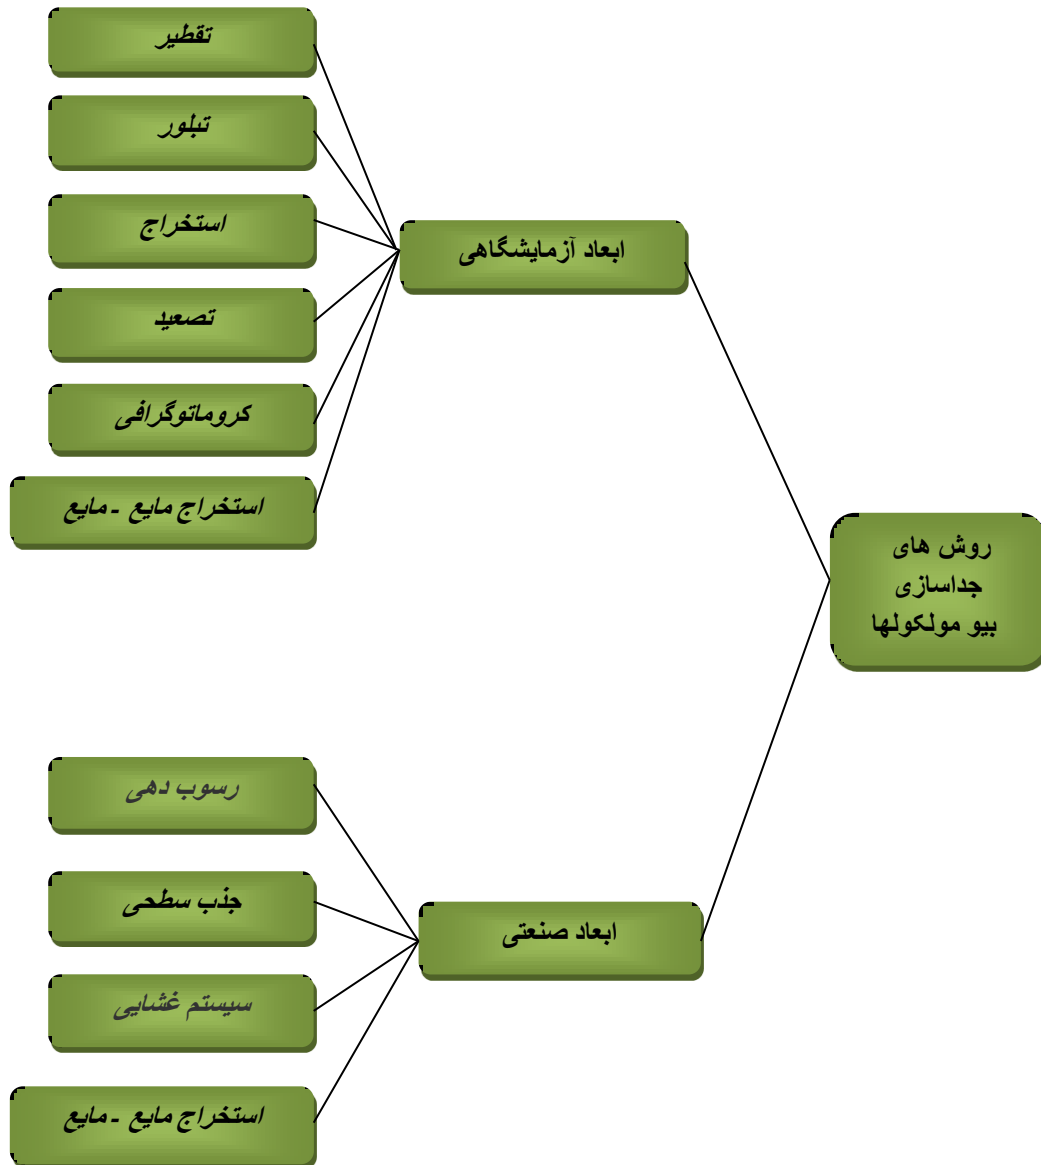 تقطیر
تبلور
استخراج
ابعاد آزمایشگاهی
تصعید
کروماتوگرافی
استخراج مایع - مایع
روش های
جداسازی
بیو مولکولها
رسوب دهی
جذب سطحی
ابعاد صنعتی
سیستم غشایی
استخراج مایع - مایع